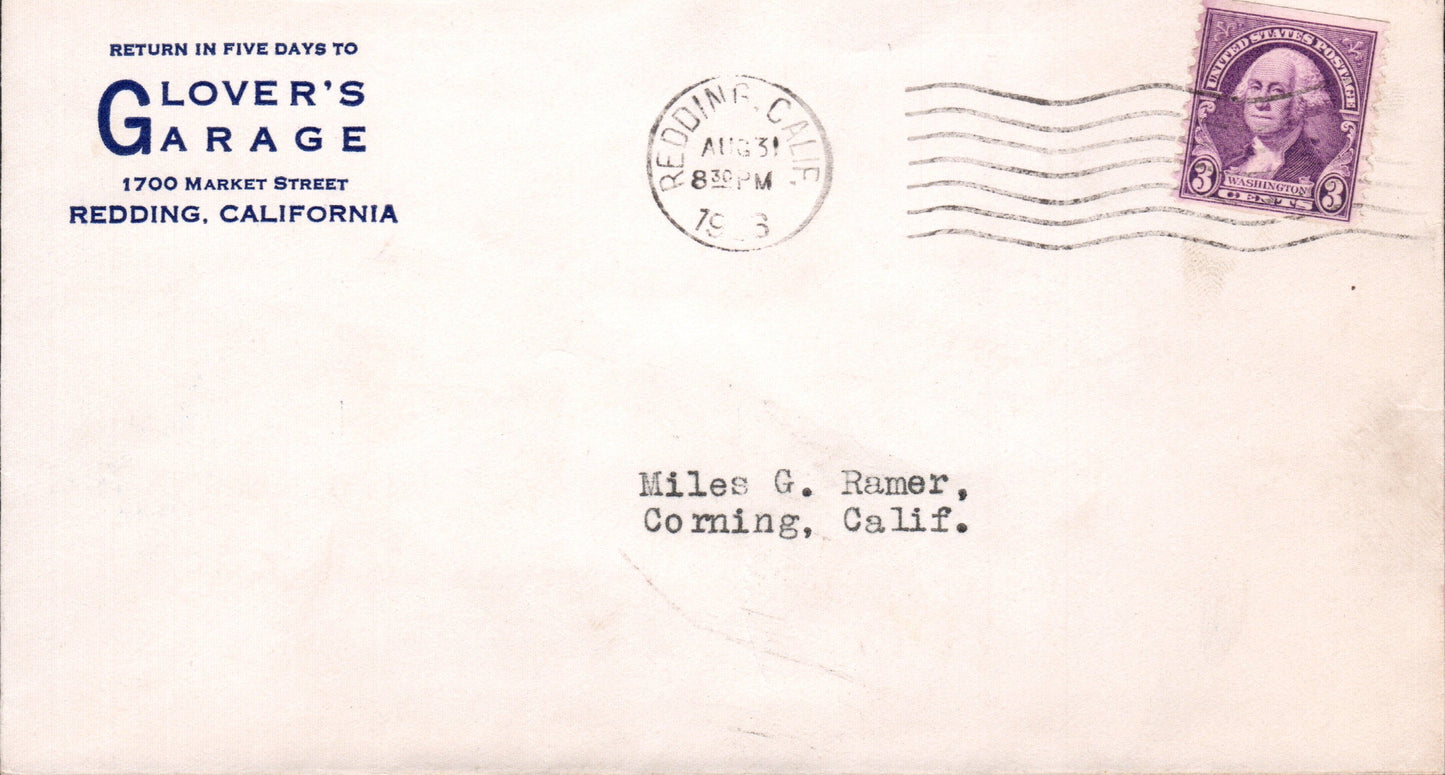 RETURN IN FIVE DAYS TO
GLOVER'S
GARAGE
1700 MARKET STREET
REDDING, CALIFORNIA
REDDING, CALIF.
AUG 31
8 30 PM
UNITED STATES POSTAGE
3 WASHINGTON 3
CENTS
Miles G. Ramer,
Corning, Calif.